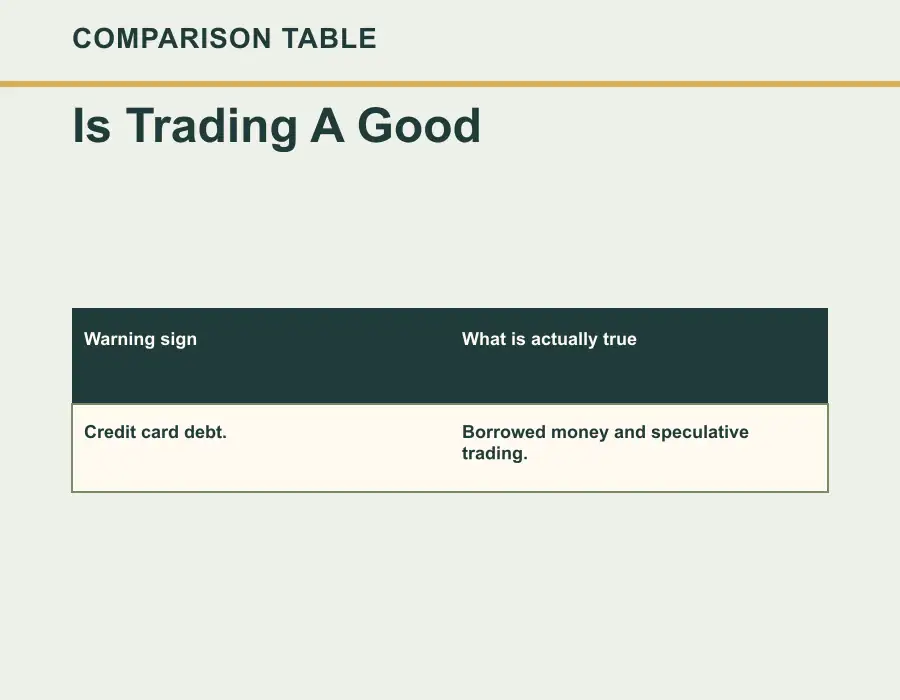 COMPARISON TABLE
Is Trading A Good
Warning sign
What is actually true
Credit card debt.
Borrowed money and speculative
trading.